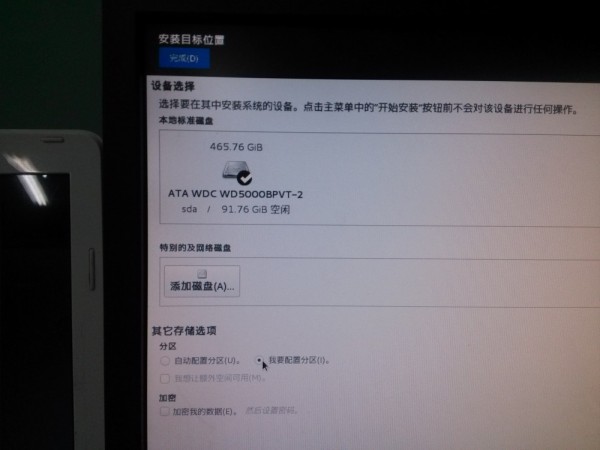 安装目标位置
完成(D)
设备选择
选择要在其中安装系统的设备。点击主菜单中的"开始安装"按钮前不会对该设备进行任何操作。
本地标准磁盘
465.76 GiB
ATA WDC WD5000BPVT-2
sda / 91.76 GiB 空闲
特别的及网络磁盘
添加磁盘(A)...
其它存储选项
分区
自动配置分区(U)。 我要配置分区(I)。
我想让额外空间可用(M)。
加密
加密我的数据(E)。 然后设置密码。